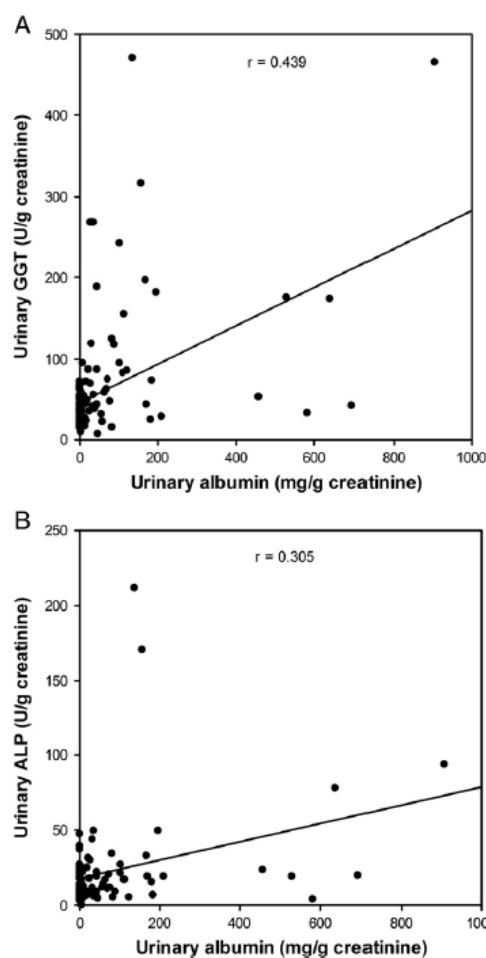 A
500
r = 0.439
400
300
200
100
0
Urinary GGT (U/g creatinine)
0 200 400 600 800 1000
Urinary albumin (mg/g creatinine)
B
250
r = 0.305
200
150
100
50
0
Urinary ALP (U/g creatinine)
0 200 400 600 800 1000
Urinary albumin (mg/g creatinine)